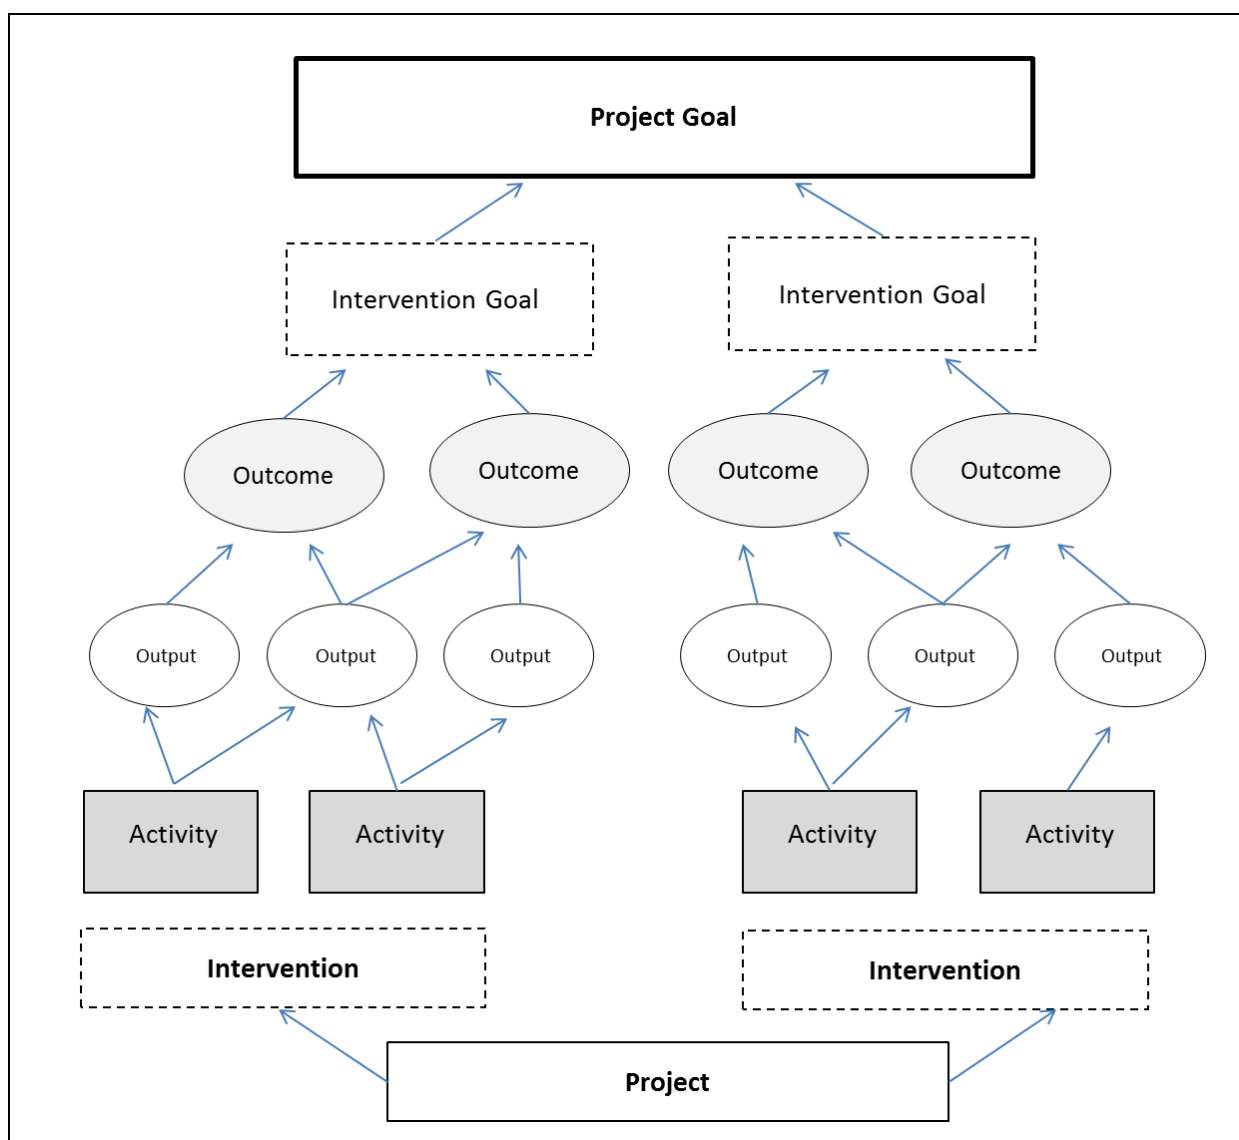 Project Goal
Intervention Goal
Intervention Goal
Outcome
Outcome
Outcome
Outcome
Output
Output
Output
Output
Output
Output
Activity
Activity
Activity
Activity
Intervention
Intervention
Project